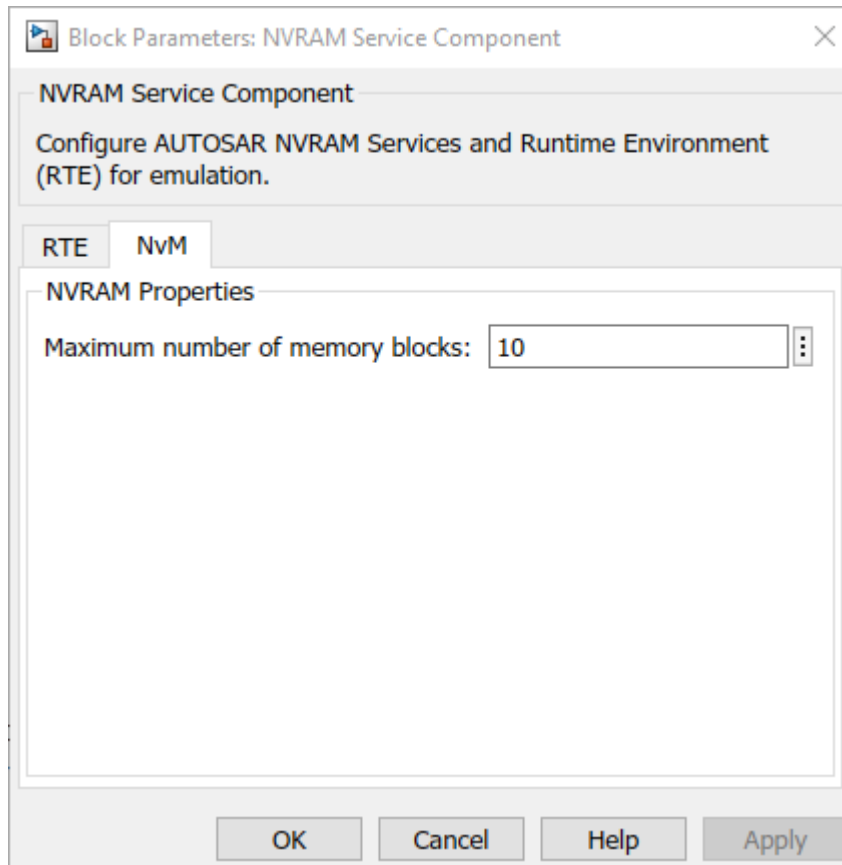 Block Parameters: NVRAM Service Component
NVRAM Service Component
Configure AUTOSAR NVRAM Services and Runtime Environment
(RTE) for emulation.
RTE NvM
NVRAM Properties
Maximum number of memory blocks: 10
OK Cancel Help Apply